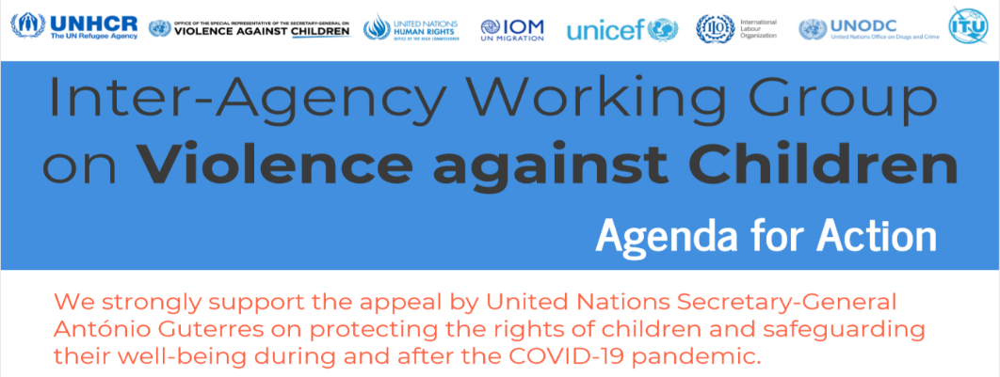 UNHCR
The UN Refugee Agency
OFFICE OF THE SPECIAL REPRESENTATIVE OF THE SECRETARY-GENERAL ON
VIOLENCE AGAINST CHILDREN
UNITED NATIONS
HUMAN RIGHTS
OFFICE OF THE HIGH COMMISSIONER
IOM
UN MIGRATION
unicef
International
Labour
Organization
UNODC
United Nations Office on Drugs and Crime
ITU
Inter-Agency Working Group
on Violence against Children
Agenda for Action
We strongly support the appeal by United Nations Secretary-General
António Guterres on protecting the rights of children and safeguarding
their well-being during and after the COVID-19 pandemic.